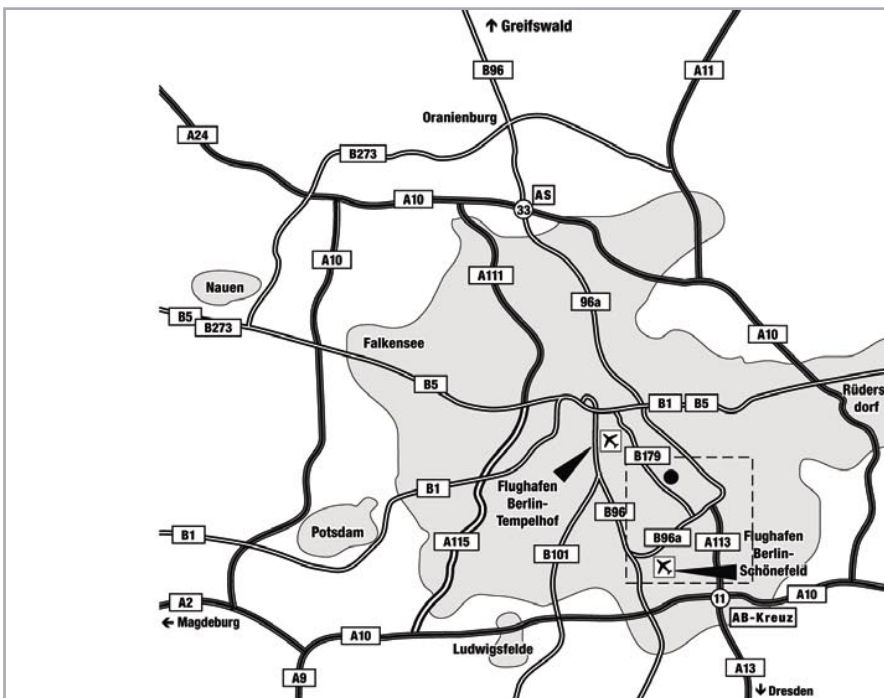 Greifswald
B96
A11
Oranienburg
A24
B273
AS
A10
33
A10
A111
Nauen
96a
B5
B273
Falkensee
A10
B5
B1
B5
Rüders
dorf
B179
Flughafen
Berlin-
Tempelhof
B1
B96
Potsdam
B1
A115
B101
B96a
A113
Flughafen
Berlin-
Schönefeld
A2
Magdeburg
11
A10
AB-Kreuz
A10
Ludwigsfelde
A9
A13
Dresden